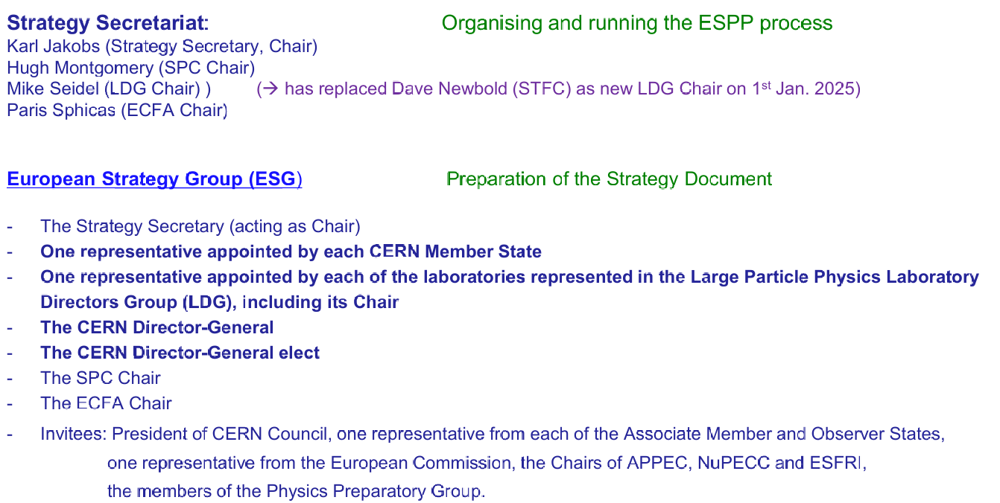 Strategy Secretariat: Organising and running the ESPP process
Karl Jakobs (Strategy Secretary, Chair)
Hugh Montgomery (SPC Chair)
Mike Seidel (LDG Chair) ) (→ has replaced Dave Newbold (STFC) as new LDG Chair on 1st Jan. 2025)
Paris Sphicas (ECFA Chair)
European Strategy Group (ESG) Preparation of the Strategy Document
- The Strategy Secretary (acting as Chair)
- One representative appointed by each CERN Member State
- One representative appointed by each of the laboratories represented in the Large Particle Physics Laboratory
Directors Group (LDG), including its Chair
- The CERN Director-General
- The CERN Director-General elect
- The SPC Chair
- The ECFA Chair
- Invitees: President of CERN Council, one representative from each of the Associate Member and Observer States,
one representative from the European Commission, the Chairs of APPEC, NuPECC and ESFRI,
the members of the Physics Preparatory Group.